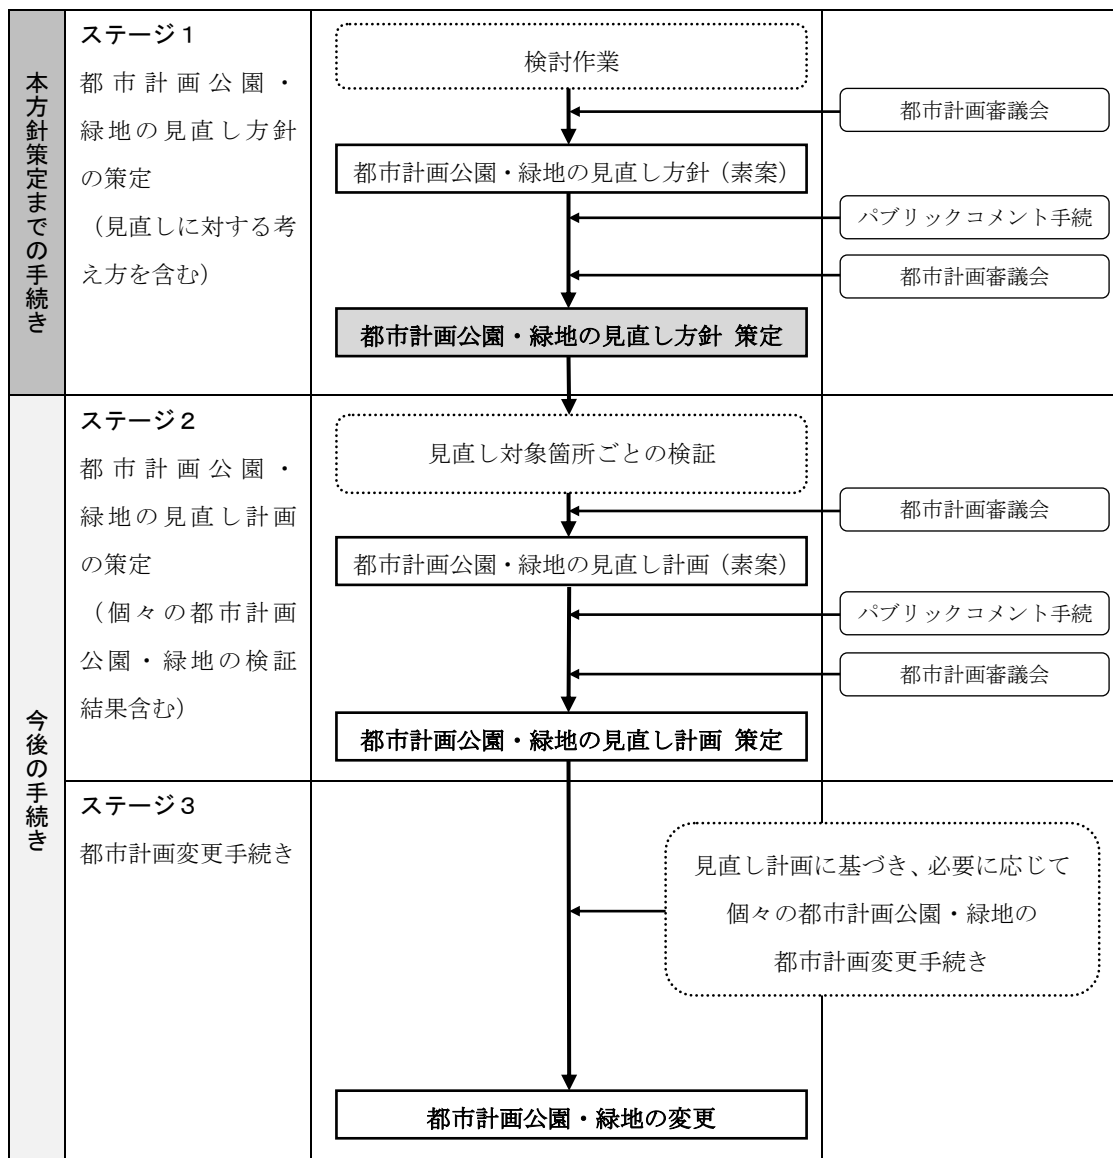 本方針策定までの手続き
ステージ１
都市計画公園・
緑地の見直し方針
の策定
（見直しに対する考
え方を含む）
検討作業
都市計画審議会
都市計画公園・緑地の見直し方針（素案）
パブリックコメント手続
都市計画審議会
都市計画公園・緑地の見直し方針 策定
今後の手続き
ステージ２
都市計画公園・
緑地の見直し計画
の策定
（個々の都市計画
公園・緑地の検証
結果含む）
見直し対象箇所ごとの検証
都市計画審議会
都市計画公園・緑地の見直し計画（素案）
パブリックコメント手続
都市計画審議会
都市計画公園・緑地の見直し計画 策定
ステージ３
都市計画変更手続き
見直し計画に基づき、必要に応じて
個々の都市計画公園・緑地の
都市計画変更手続き
都市計画公園・緑地の変更